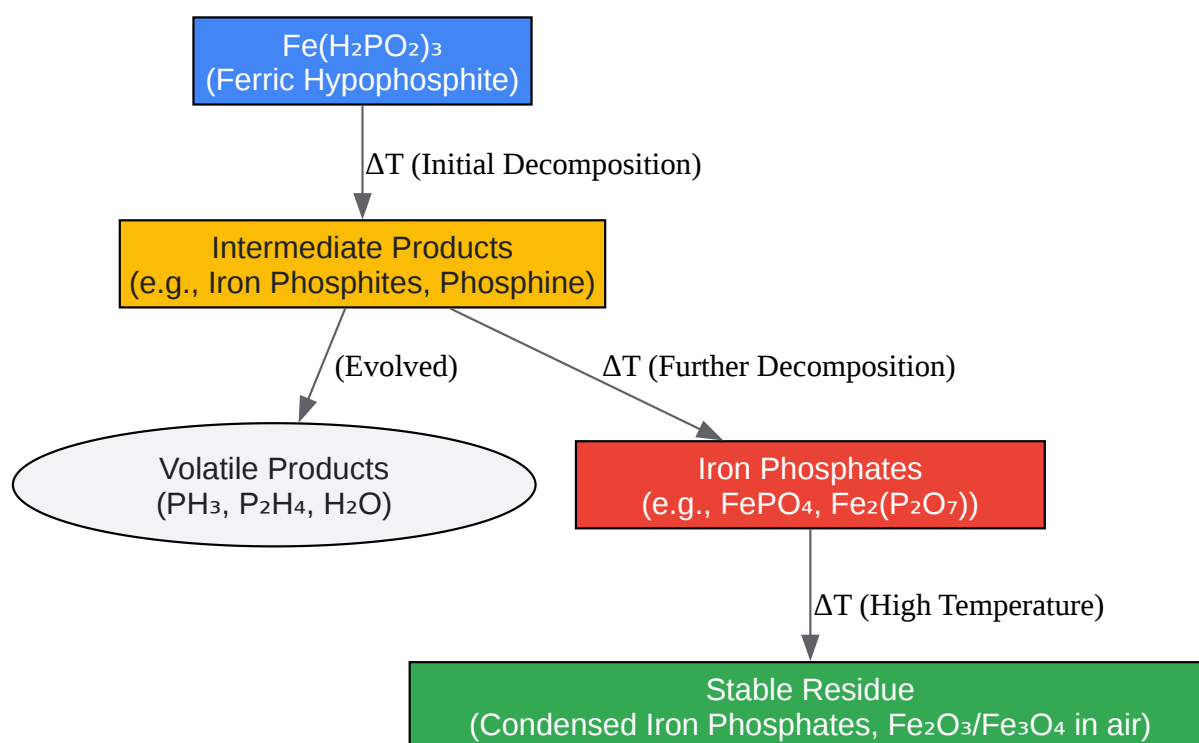 Fe(H₂PO₂)₃
(Ferric Hypophosphite)
ΔT (Initial Decomposition)
Intermediate Products
(e.g., Iron Phosphites, Phosphine)
(Evolved)
ΔT (Further Decomposition)
Volatile Products
(PH₃, P₂H₄, H₂O)
Iron Phosphates
(e.g., FePO₄, Fe₂(P₂O₇))
ΔT (High Temperature)
Stable Residue
(Condensed Iron Phosphates, Fe₂O₃/Fe₃O₄ in air)